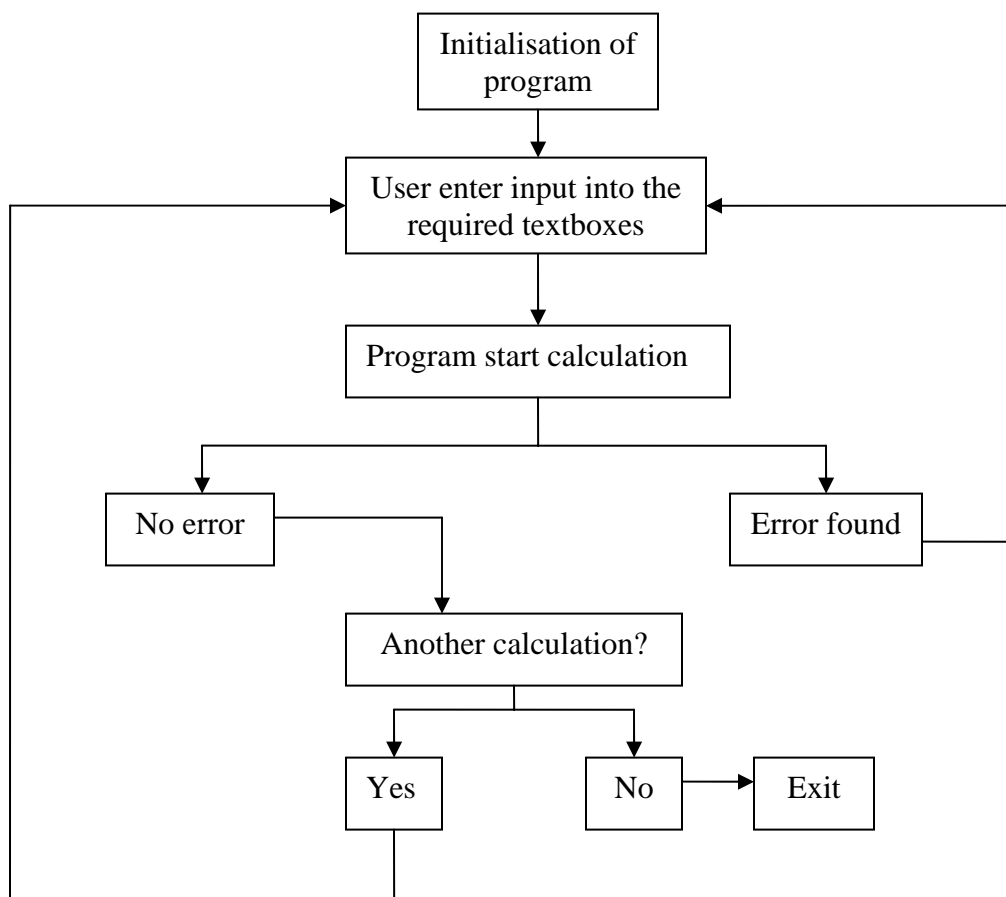 Initialisation of
program
User enter input into the
required textboxes
Program start calculation
No error
Error found
Another calculation?
Yes
No
Exit